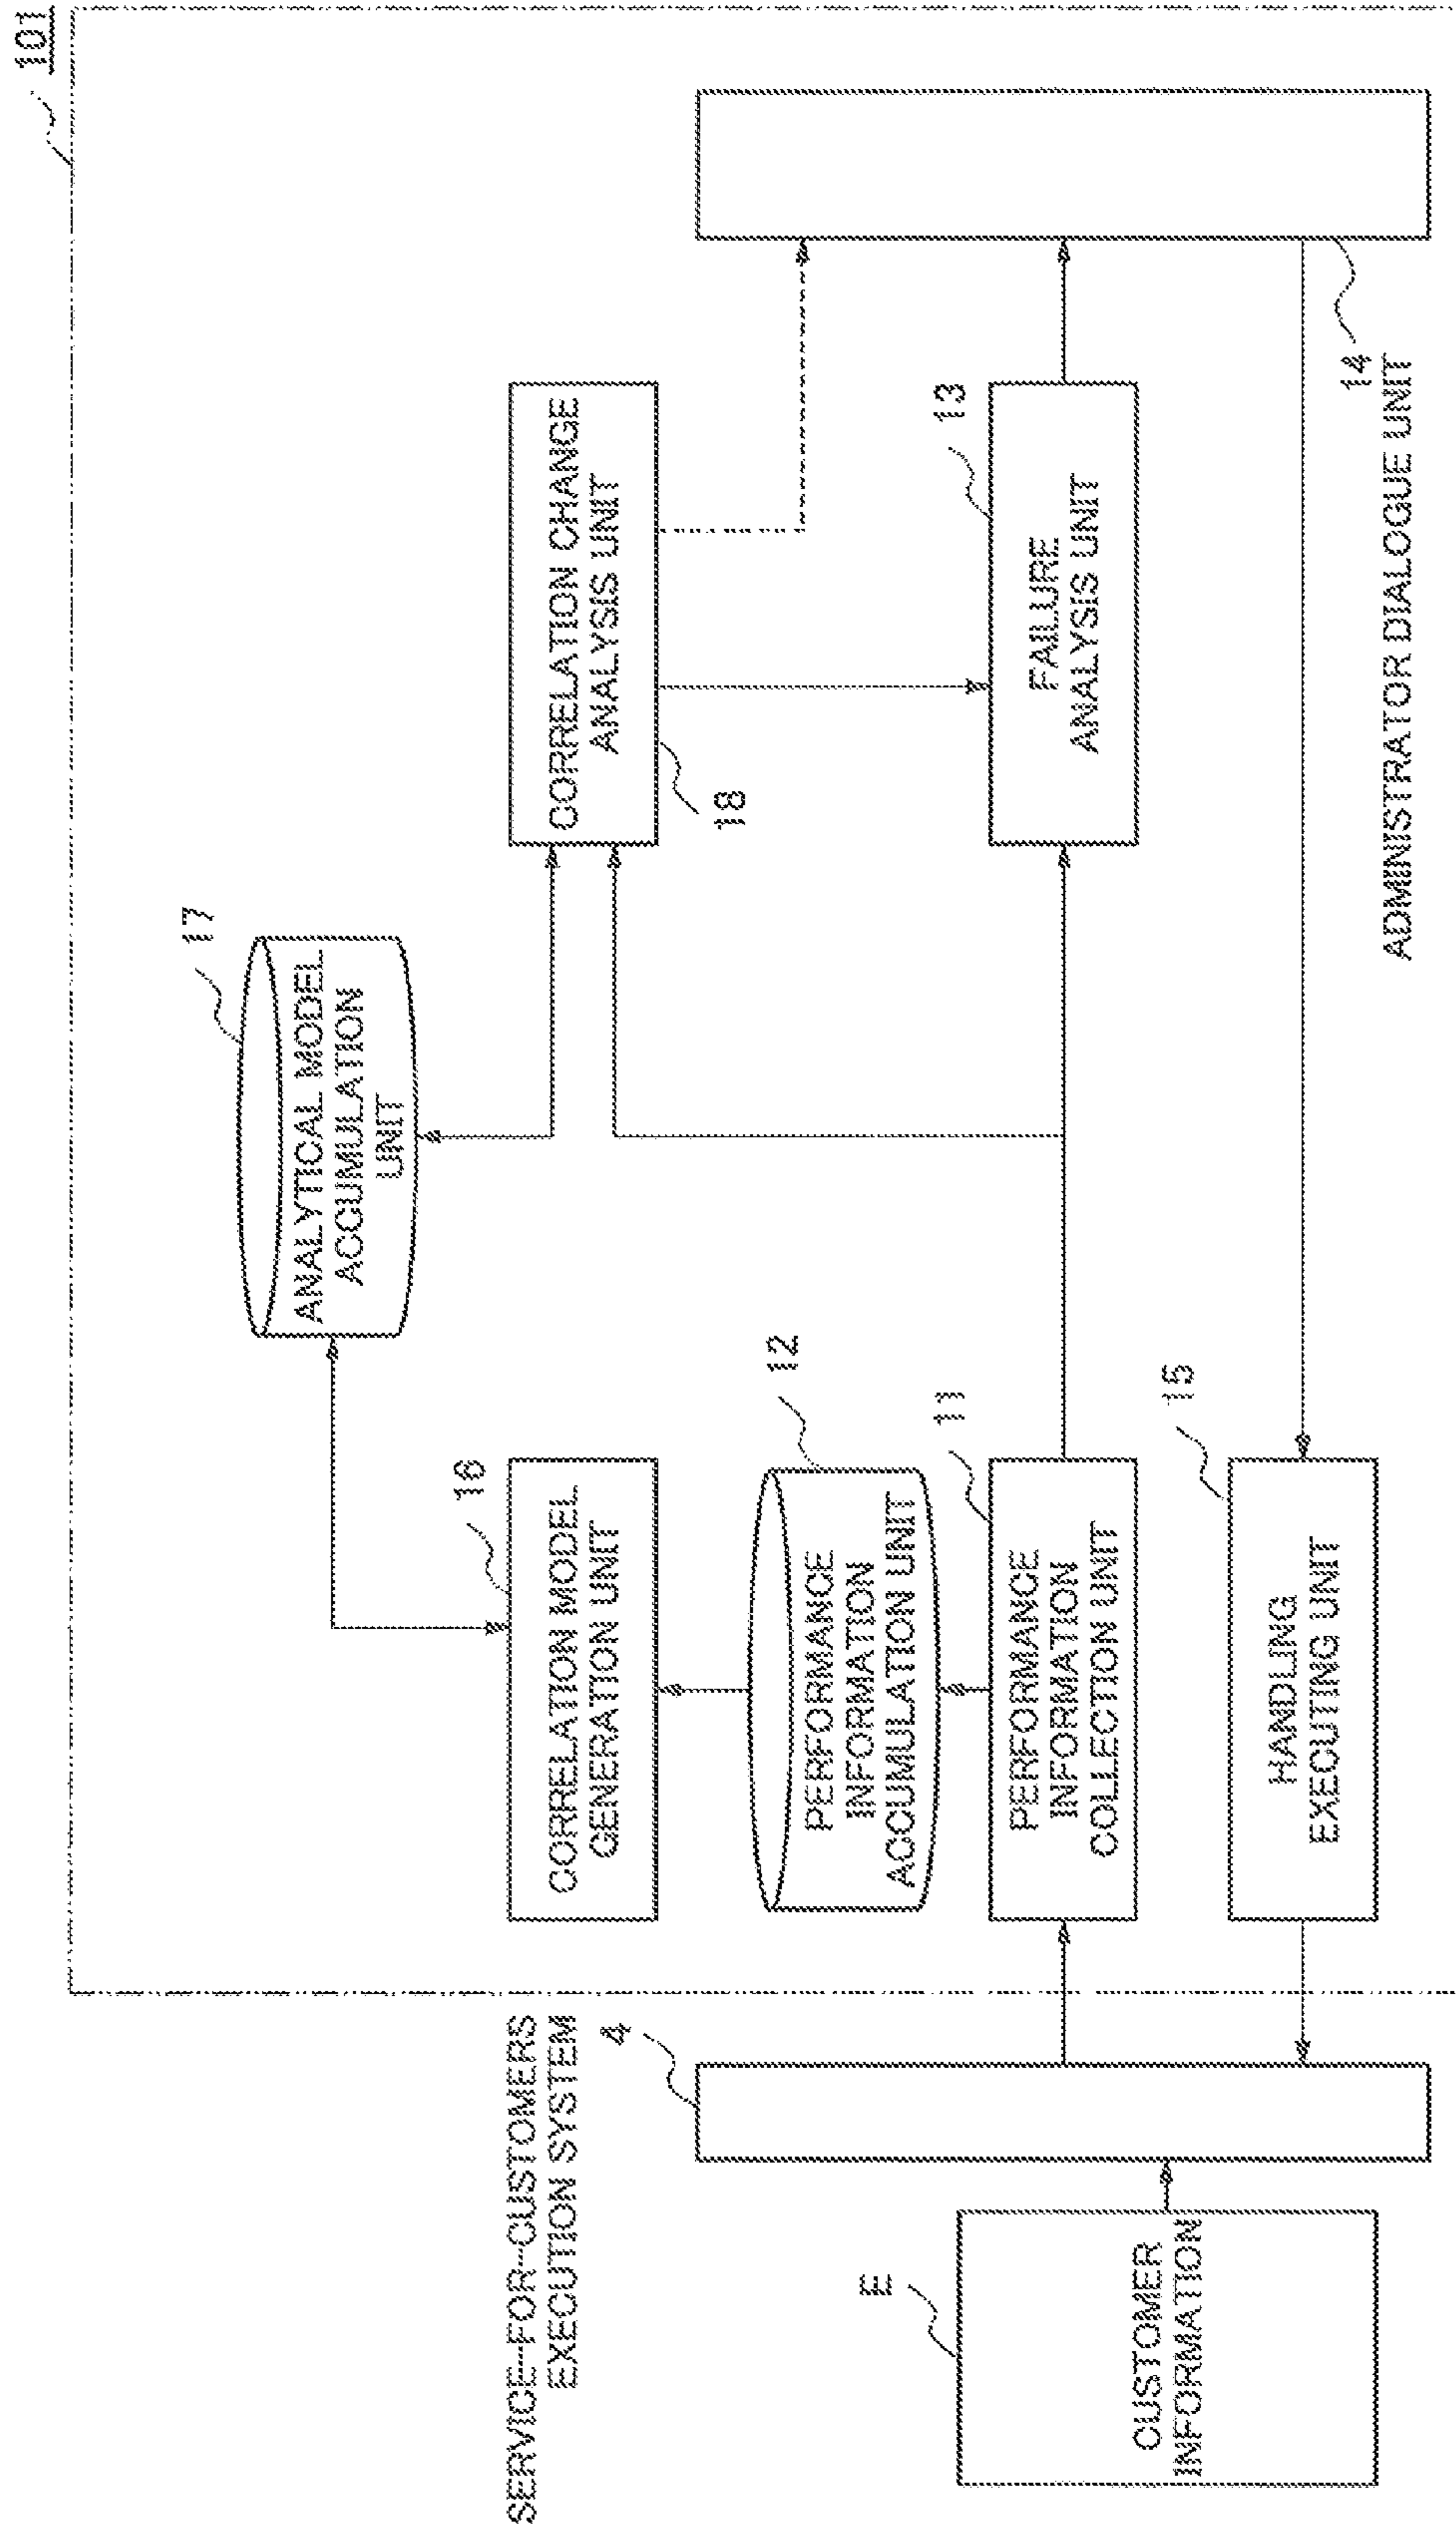 101
17
ANALYTICAL MODEL
ACCUMULATION
UNIT
16
CORRELATION MODEL
GENERATION UNIT
CORRELATION CHANGE
ANALYSIS UNIT
18
SERVICE-FOR-CUSTOMERS
EXECUTION SYSTEM
4
12
PERFORMANCE
INFORMATION
ACCUMULATION UNIT
E
CUSTOMER
INFORMATION
11
PERFORMANCE
INFORMATION
COLLECTION UNIT
13
FAILURE
ANALYSIS UNIT
15
HANDLING
EXECUTING UNIT
14
ADMINISTRATOR DIALOGUE UNIT